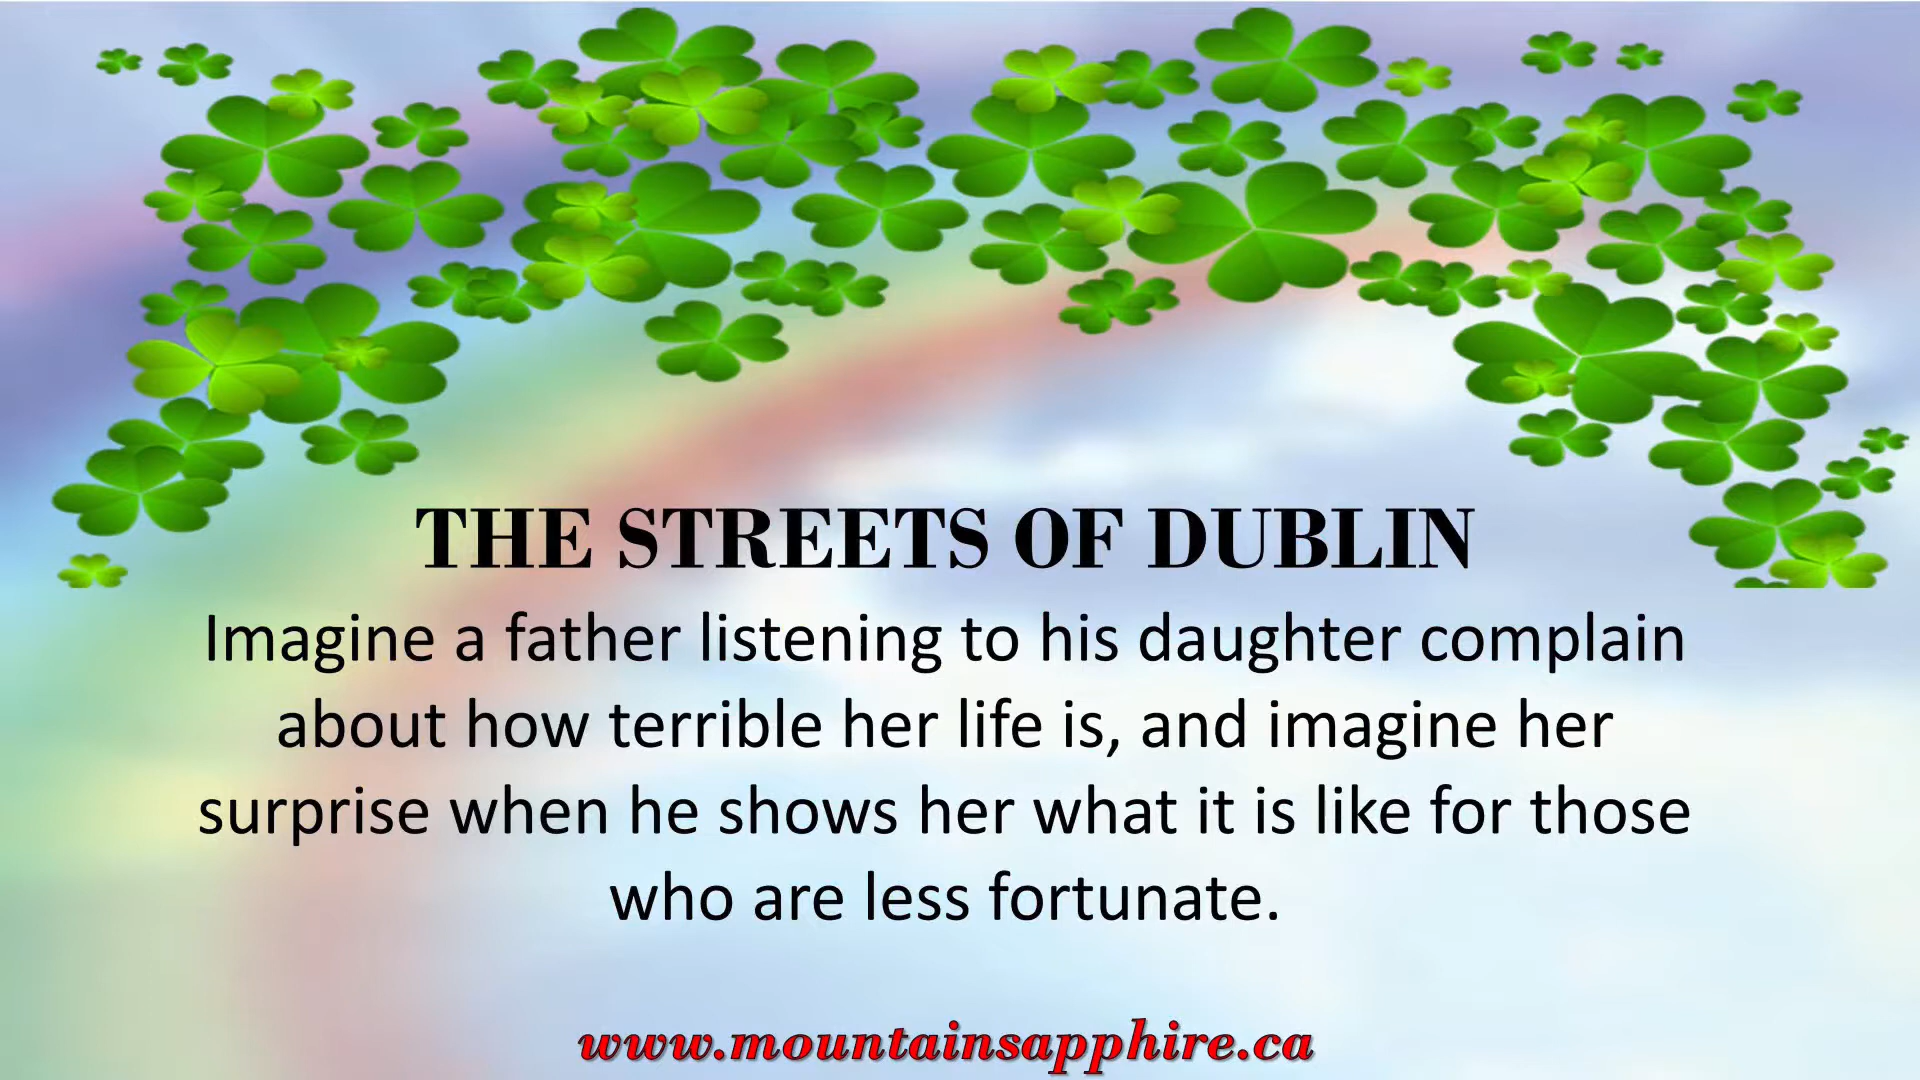 THE STREETS OF DUBLIN
Imagine a father listening to his daughter complain
about how terrible her life is, and imagine her
surprise when he shows her what it is like for those
who are less fortunate.
www.mountainsapphire.ca